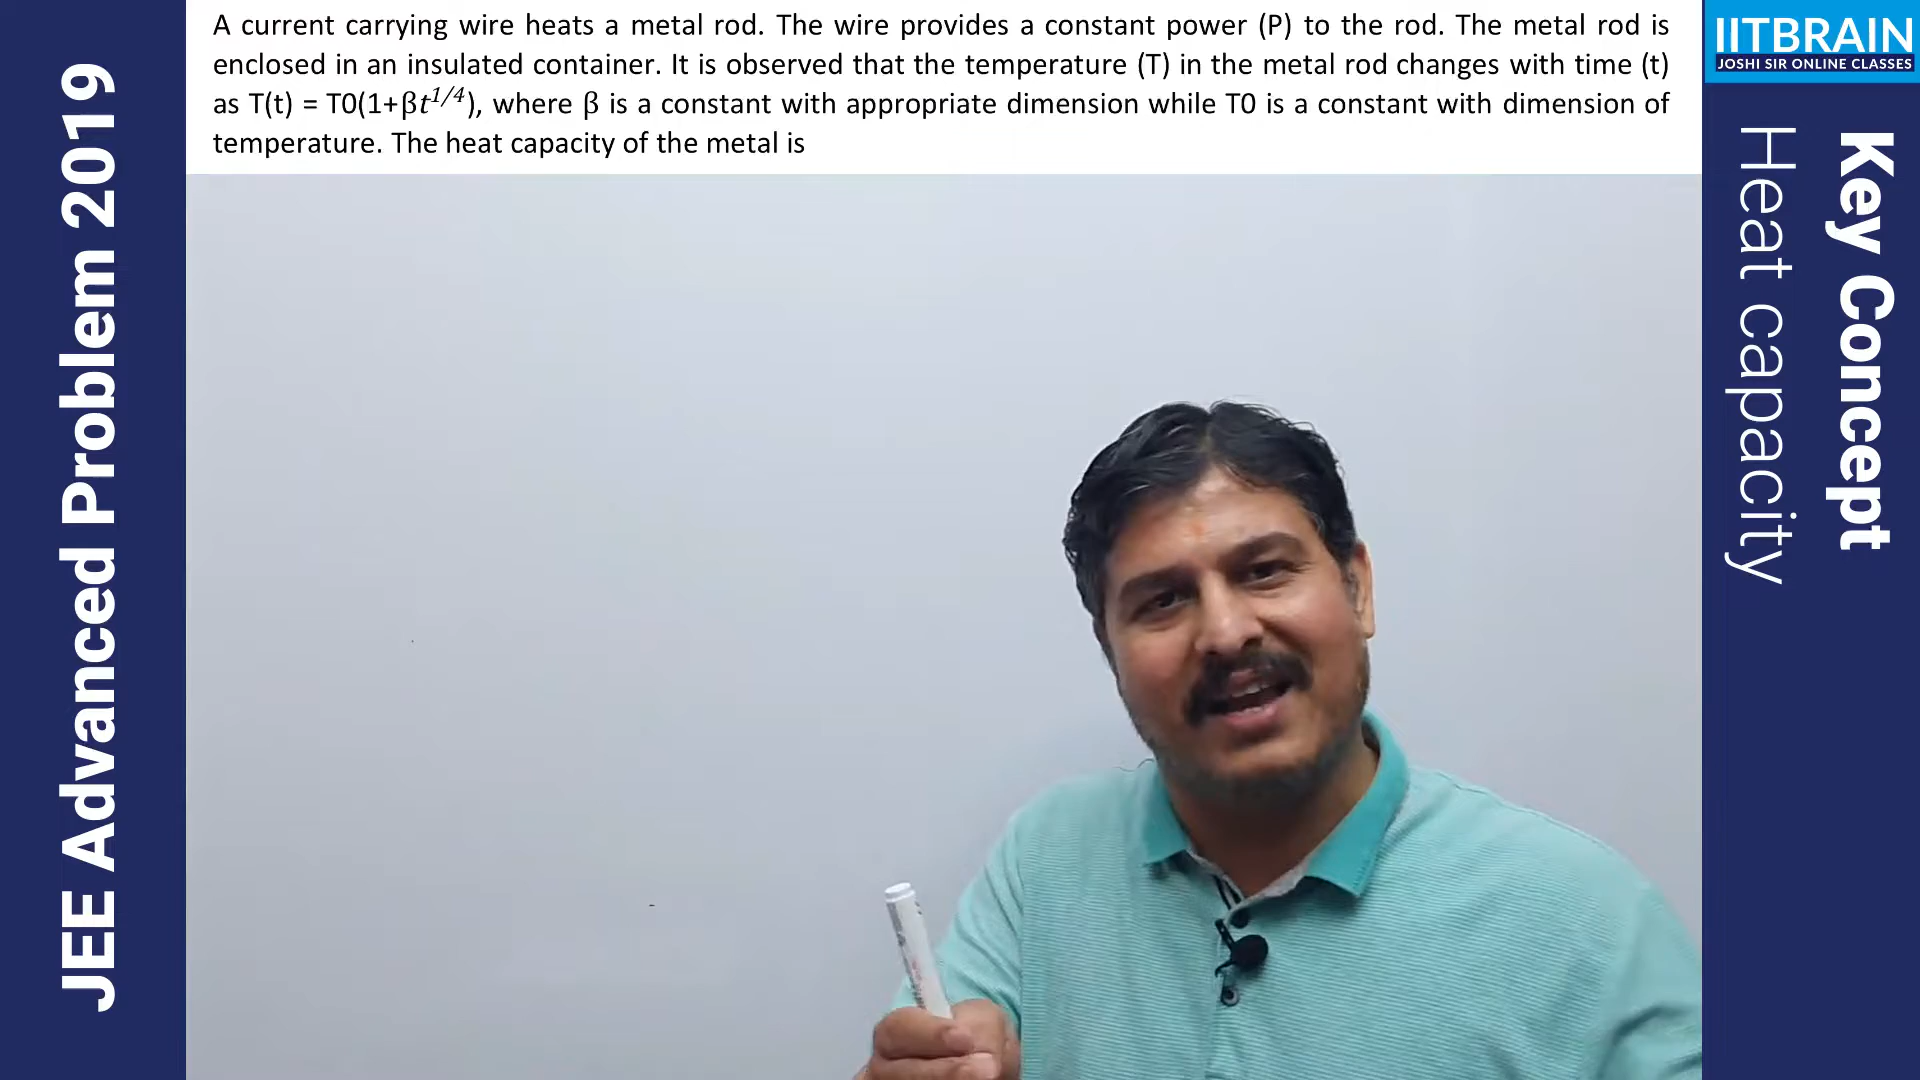 A current carrying wire heats a metal rod. The wire provides a constant power (P) to the rod. The metal rod is
enclosed in an insulated container. It is observed that the temperature (T) in the metal rod changes with time (t)
as T(t) = T0(1+βt^1/4), where β is a constant with appropriate dimension while T0 is a constant with dimension of
temperature. The heat capacity of the metal is
IITBRAIN
JOSHI SIR ONLINE CLASSES
JEE Advanced Problem 2019
Key Concept
Heat capacity